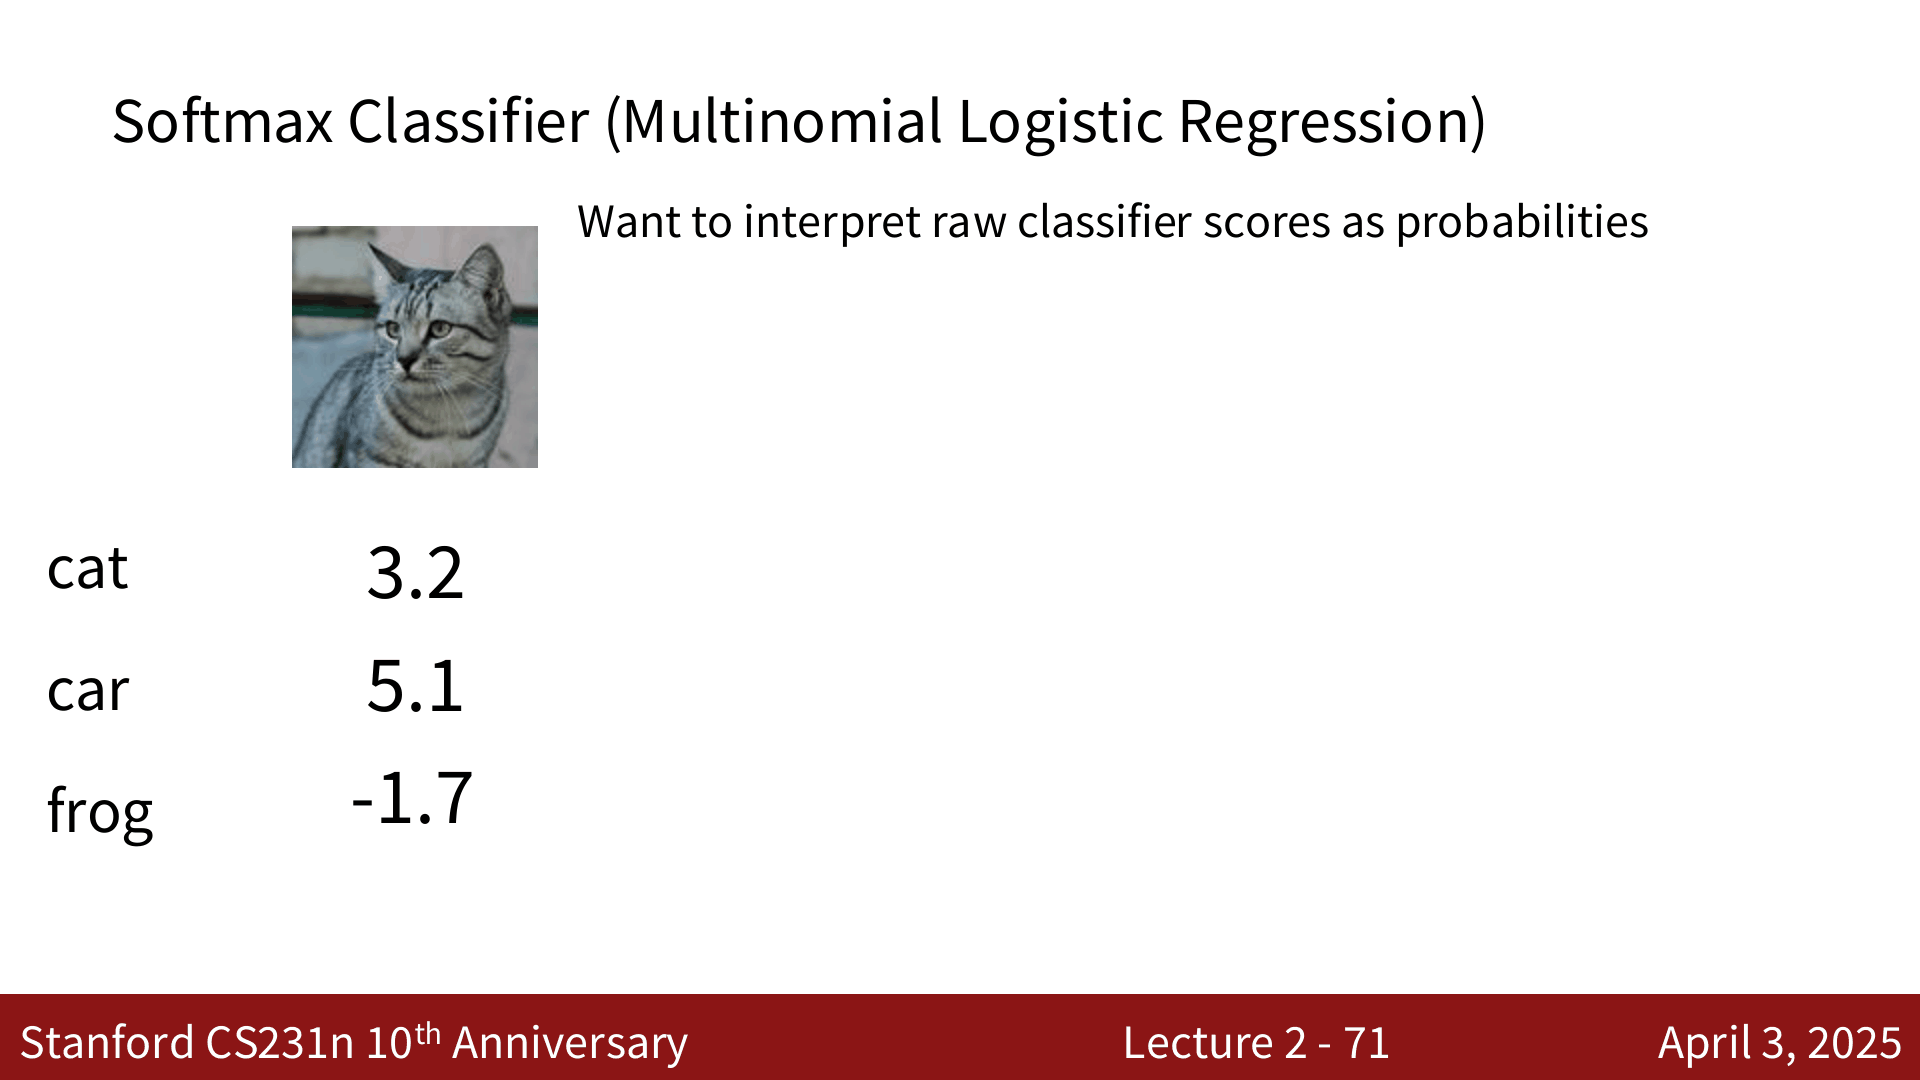 Softmax Classifier (Multinomial Logistic Regression)
Want to interpret raw classifier scores as probabilities
cat 3.2
car 5.1
frog -1.7
Stanford CS231n 10th Anniversary Lecture 2 - 71 April 3, 2025